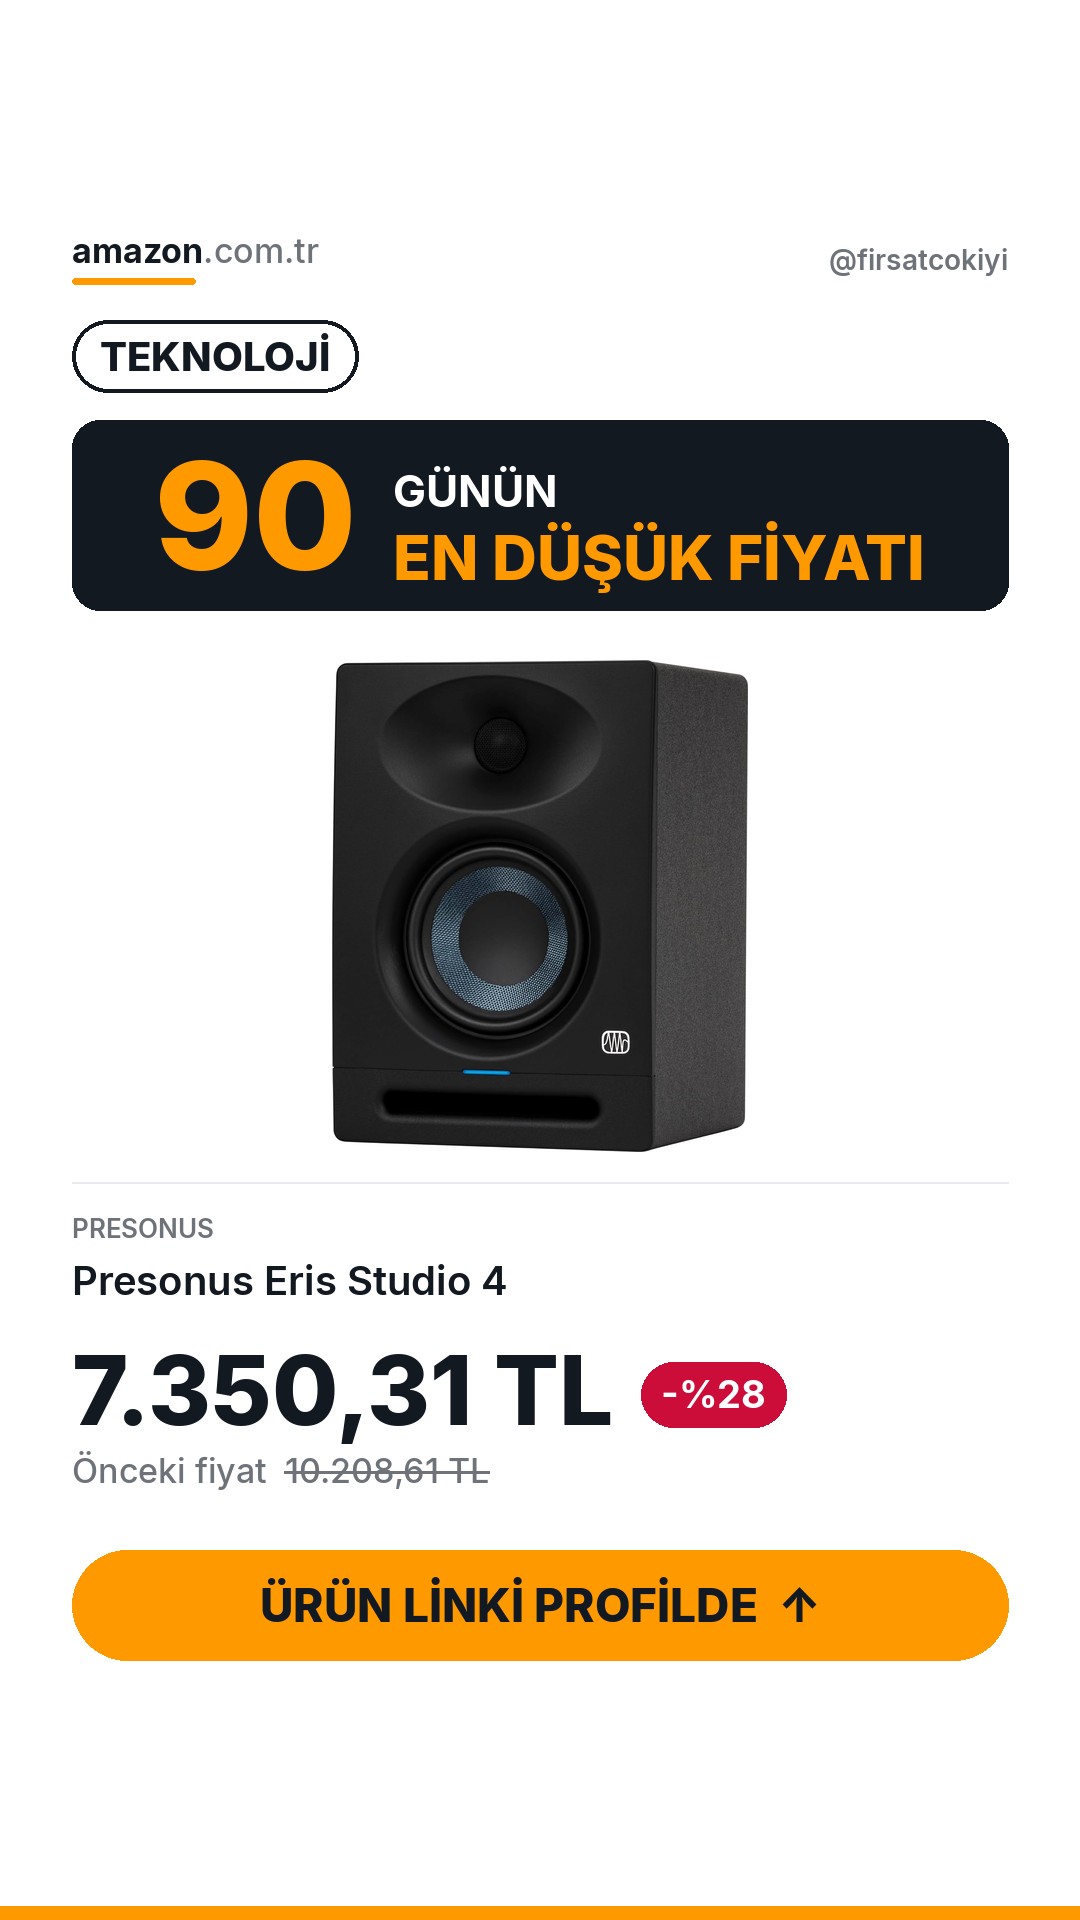 amazon.com.tr
@firsatcokiyi
TEKNOLOJİ
90
GÜNÜN
EN DÜŞÜK FİYATI
PRESONUS
Presonus Eris Studio 4
7.350,31 TL -%28
Önceki fiyat 10.208,61 TL
ÜRÜN LİNKİ PROFİLDE ↑